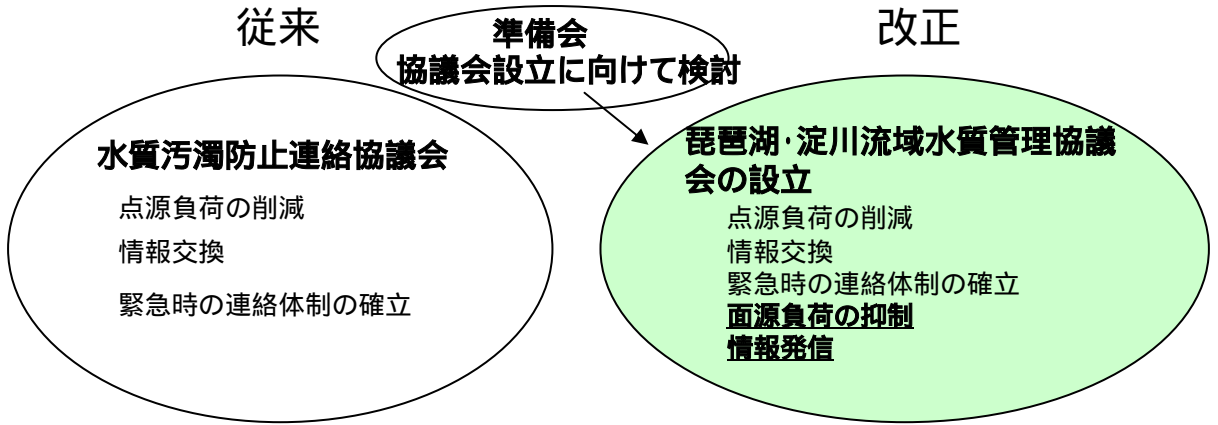 従来
準備会
協議会設立に向けて検討
改正
水質汚濁防止連絡協議会
点源負荷の削減
情報交換
緊急時の連絡体制の確立
琵琶湖・淀川流域水質管理協議
会の設立
点源負荷の削減
情報交換
緊急時の連絡体制の確立
面源負荷の抑制
情報発信